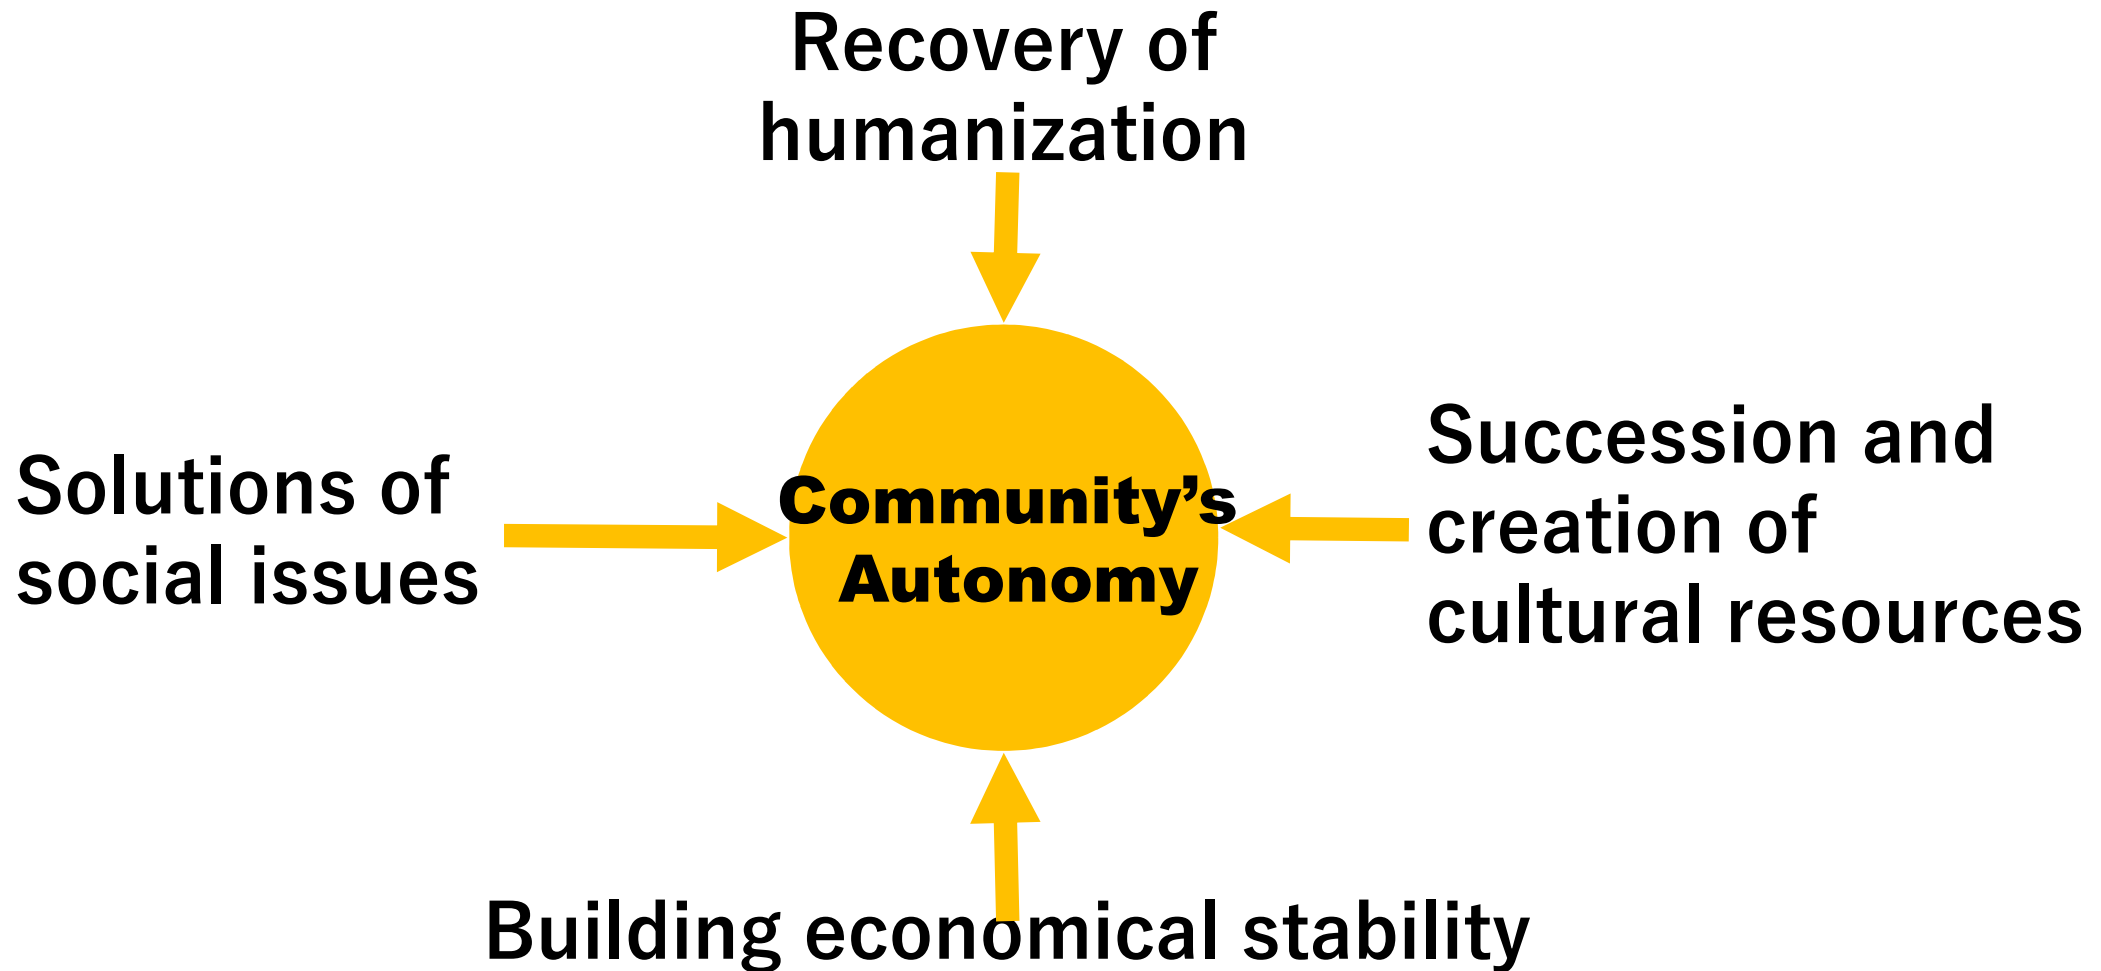 Recovery of
humanization
Solutions of
social issues
Community’s
Autonomy
Succession and
creation of
cultural resources
Building economical stability